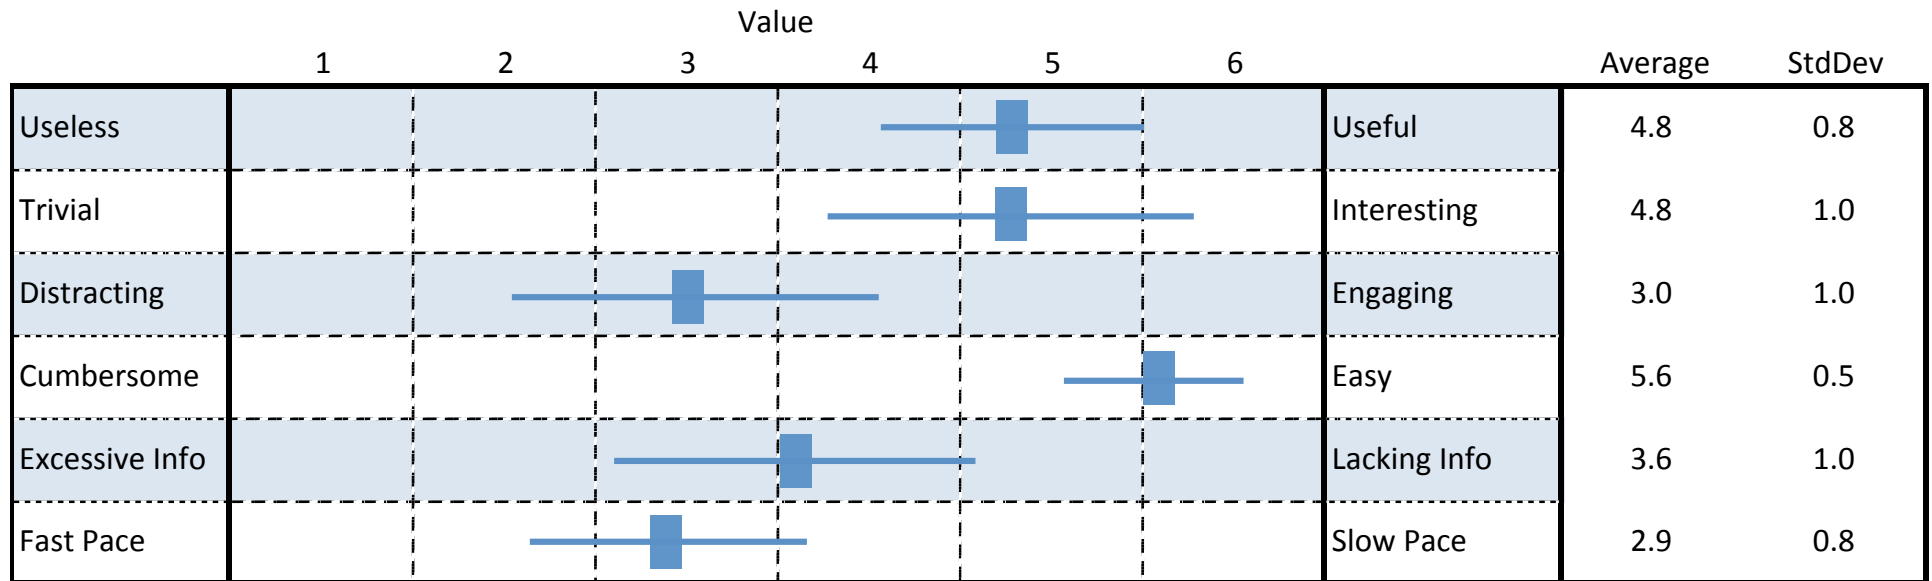 Value
1 2 3 4 5 6 Average StdDev
Useless Useful 4.8 0.8
Trivial Interesting 4.8 1.0
Distracting Engaging 3.0 1.0
Cumbersome Easy 5.6 0.5
Excessive Info Lacking Info 3.6 1.0
Fast Pace Slow Pace 2.9 0.8